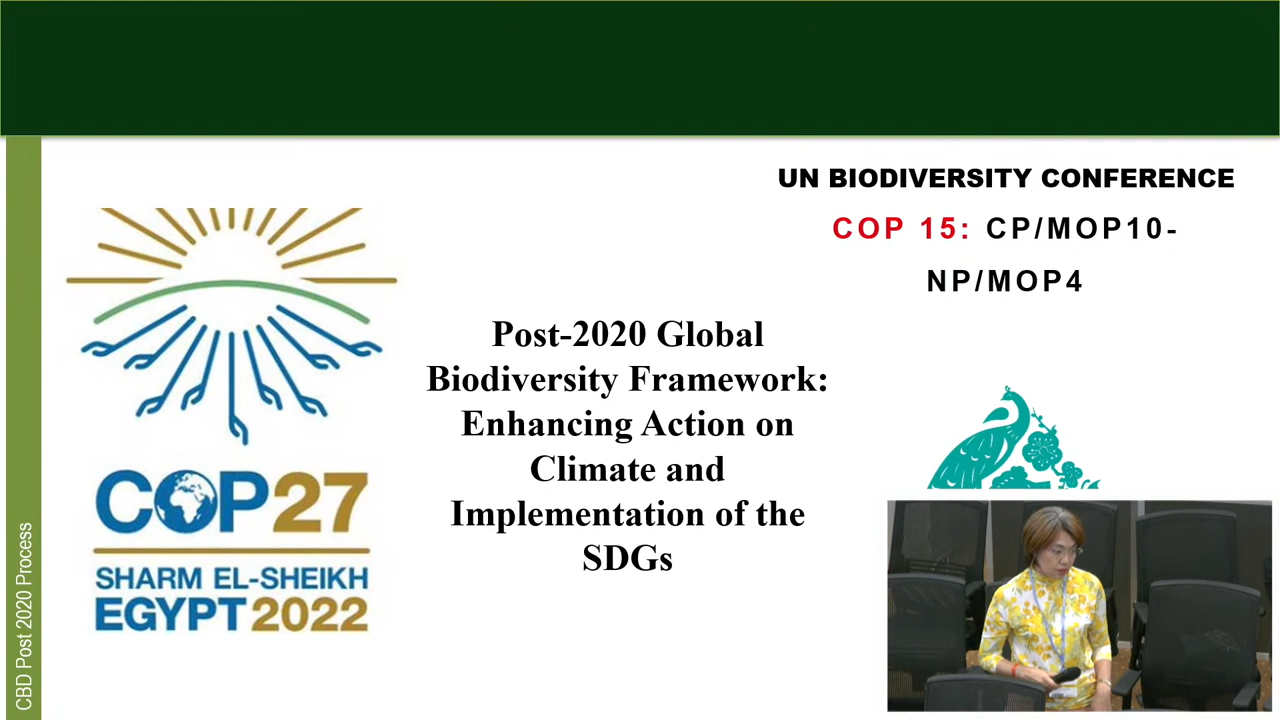 UN BIODIVERSITY CONFERENCE
COP 15: CP/MOP10-
NP/MOP4
Post-2020 Global
Biodiversity Framework:
Enhancing Action on
Climate and
Implementation of the
SDGs
COP27
SHARM EL-SHEIKH
EGYPT 2022
CBD Post 2020 Process